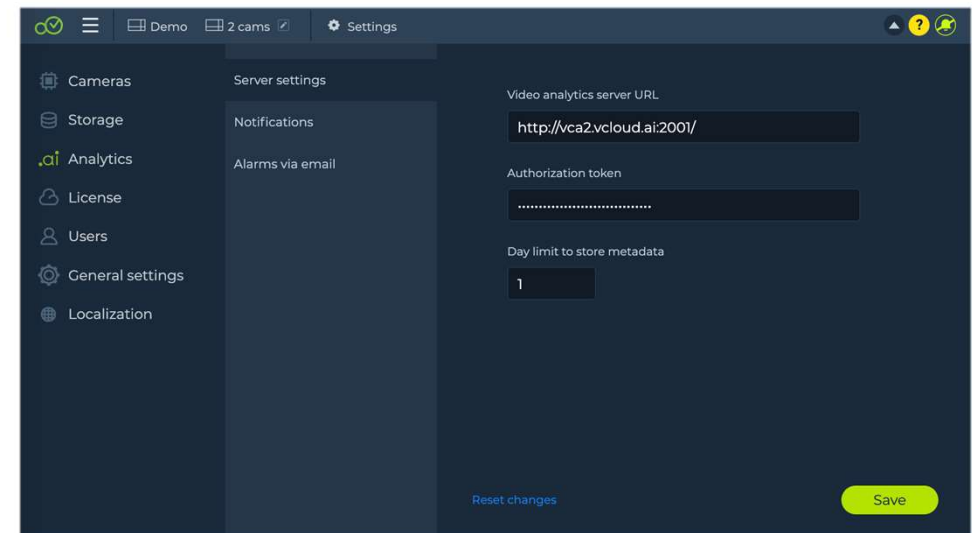 Demo
2 cams
Settings
?
Cameras
Storage
.ai Analytics
License
Users
General settings
Localization
Server settings
Notifications
Alarms via email
Video analytics server URL
http://vca2.vcloud.ai:2001/
Authorization token
Day limit to store metadata
1
Reset changes
Save